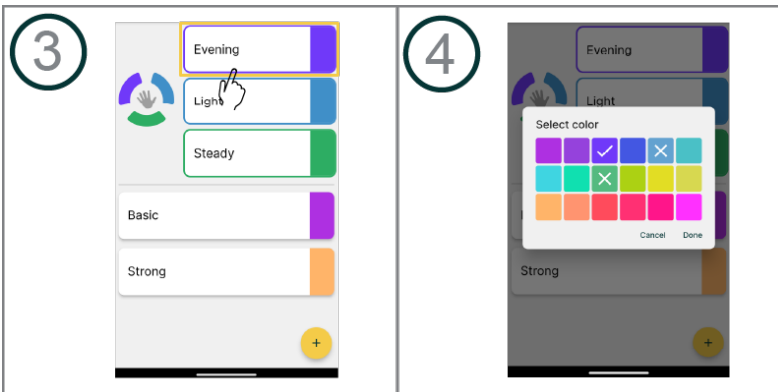 3
Evening
Light
Steady
Basic
Strong
+
4
Evening
Light
Select color
Cancel Done
Strong
+